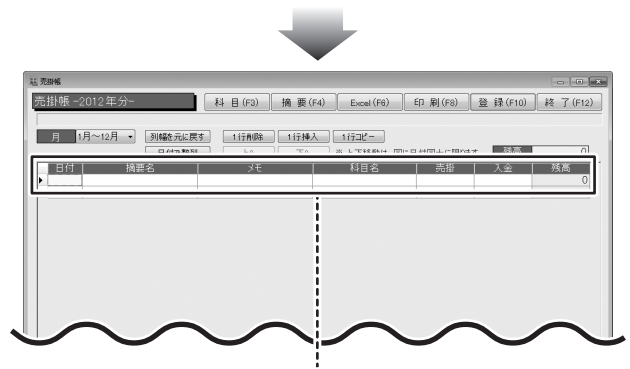 売掛帳
売掛帳 -2012年分-
科 目(F3) 摘 要(F4) Excel(F6) 印 刷(F8) 登 録(F10) 終 了(F12)
月 1月～12月 列幅を元に戻す 1行削除 1行挿入 1行コピー
残高 0
日付 摘要名 メモ 科目名 売掛 入金 残高
0